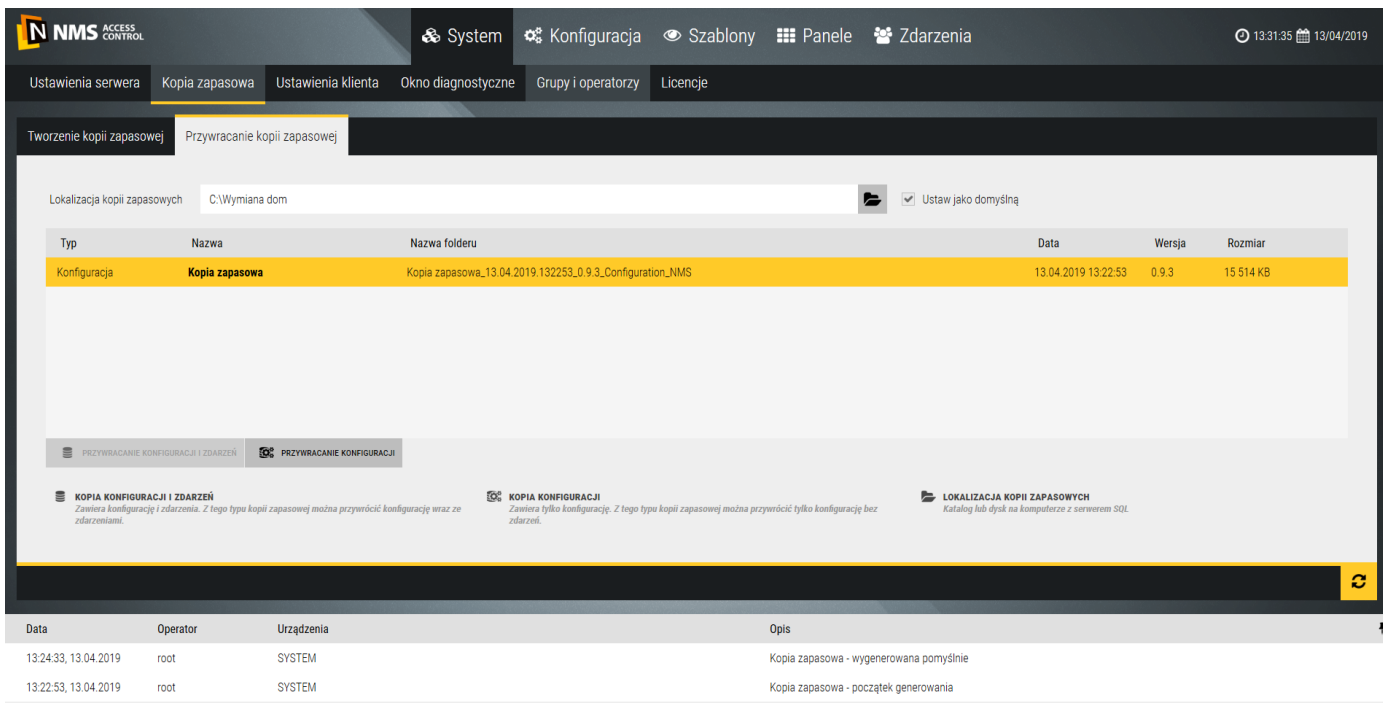 N NMS ACCESS CONTROL
System Konfiguracja Szablony Panele Zdarzenia
13:31:35 13/04/2019
Ustawienia serwera Kopia zapasowa Ustawienia klienta Okno diagnostyczne Grupy i operatorzy Licencje
Tworzenie kopii zapasowej Przywracanie kopii zapasowej
Lokalizacja kopii zapasowych C:\Wymiana dom Ustaw jako domyślną
Typ Nazwa Nazwa folderu Data Wersja Rozmiar
Konfiguracja Kopia zapasowa Kopia zapasowa_13.04.2019.132253_0.9.3_Configuration_NMS 13.04.2019 13:22:53 0.9.3 15 514 KB
PRZYWRACANIE KONFIGURACJI I ZDARZEŃ PRZYWRACANIE KONFIGURACJI
KOPIA KONFIGURACJI I ZDARZEŃ
Zawiera konfigurację i zdarzenia. Z tego typu kopii zapasowej można przywrócić konfigurację wraz ze
zdarzeniami.
KOPIA KONFIGURACJI
Zawiera tylko konfigurację. Z tego typu kopii zapasowej można przywrócić tylko konfigurację bez
zdarzeń.
LOKALIZACJA KOPII ZAPASOWYCH
Katalog lub dysk na komputerze z serwerem SQL
Data Operator Urządzenia Opis
13:24:33, 13.04.2019 root SYSTEM Kopia zapasowa - wygenerowana pomyślnie
13:22:53, 13.04.2019 root SYSTEM Kopia zapasowa - początek generowania